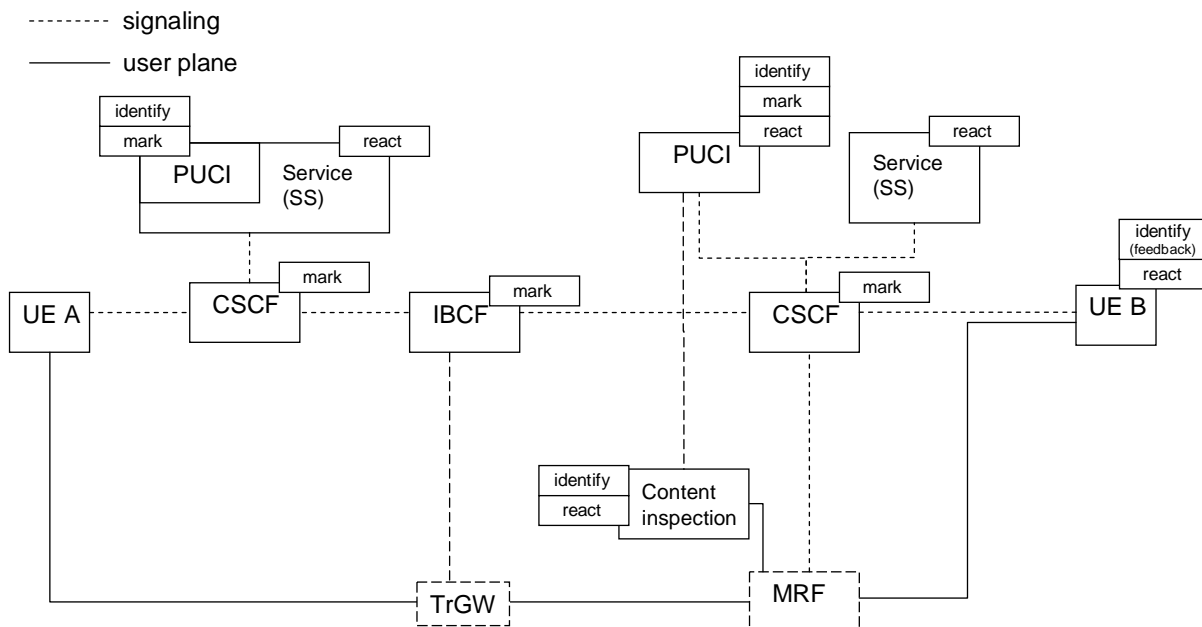 signaling
user plane
identify
mark
PUCI
react
Service
(SS)
identify
mark
react
PUCI
react
Service
(SS)
identify
(feedback)
react
UE A
CSCF
mark
IBCF
mark
CSCF
mark
UE B
identify
react
Content
inspection
TrGW
MRF